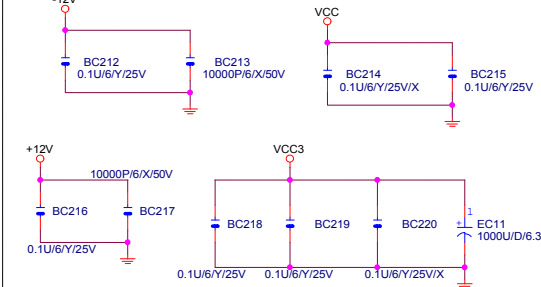 -12V
VCC
BC212
0.1U/6/Y/25V
BC213
10000P/6/X/50V
BC214
0.1U/6/Y/25V/X
BC215
0.1U/6/Y/25V
+12V
VCC3
10000P/6/X/50V
BC216
BC217
0.1U/6/Y/25V
BC218
BC219
BC220
+
1
EC11
1000U/D/6.3
0.1U/6/Y/25V
0.1U/6/Y/25V
0.1U/6/Y/25V/X